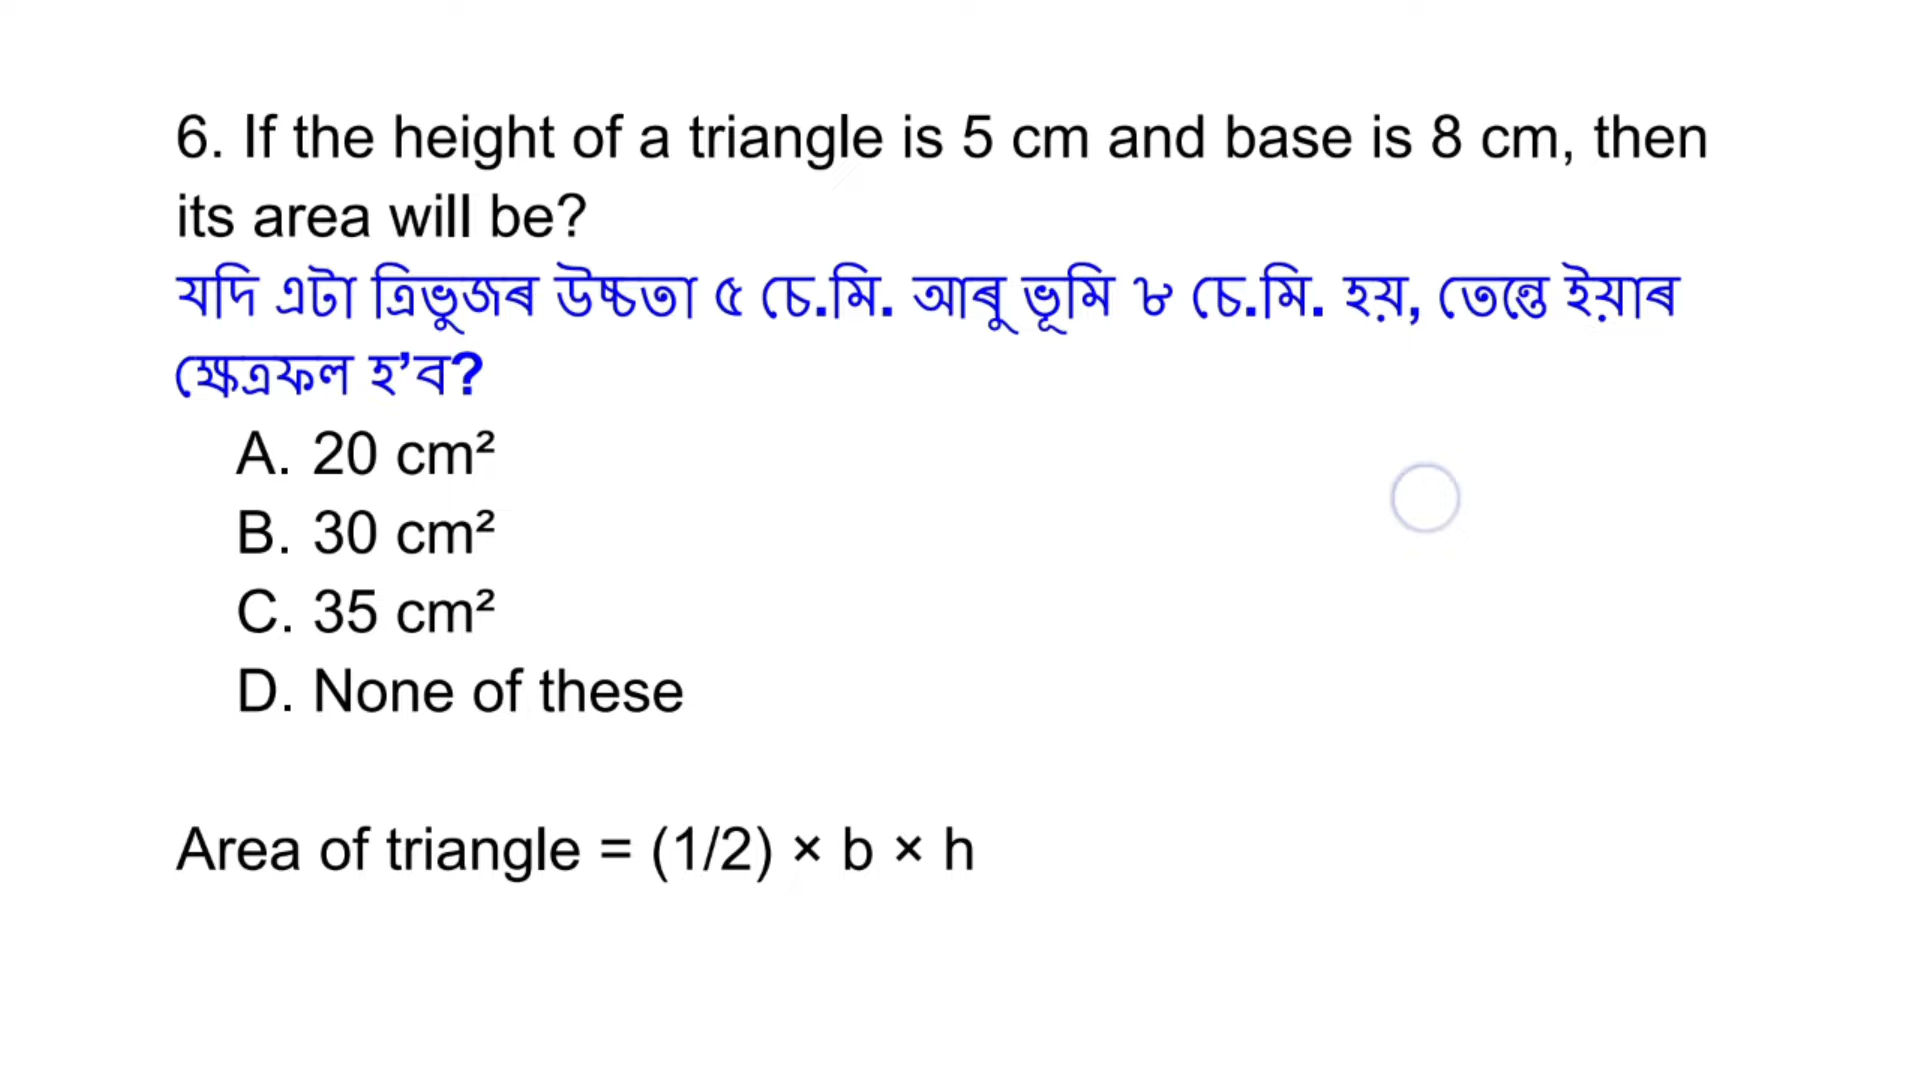 6. If the height of a triangle is 5 cm and base is 8 cm, then
its area will be?
যদি এটা ত্ৰিভুজৰ উচ্চতা ৫ চে.মি. আৰু ভূমি ৮ চে.মি. হয়, তেন্তে ইয়াৰ
ক্ষেত্ৰফল হ’ব?
A. 20 cm²
B. 30 cm²
C. 35 cm²
D. None of these
Area of triangle = (1/2) × b × h